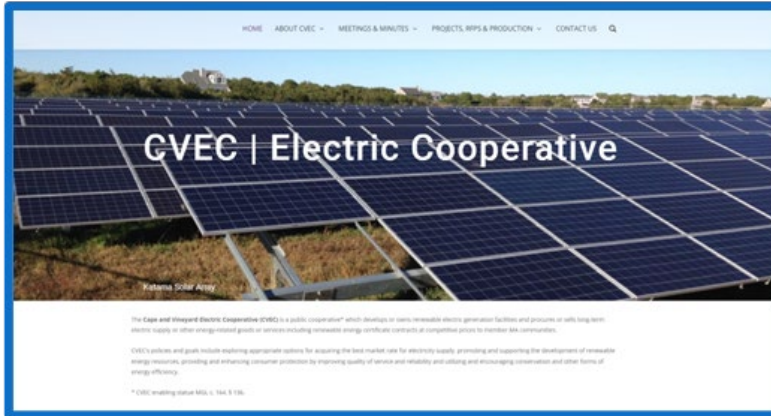 HOME ABOUT CVEC MEETINGS & MINUTES PROJECTS, RFPS & PRODUCTION CONTACT US
CVEC | Electric Cooperative
Katama Solar Array
The Cape and Vineyard Electric Cooperative (CVEC) is a public cooperative* which develops or owns renewable electric generation facilities and procures or sells long-term
electric supply or other energy-related goods or services including renewable energy certificate contracts at competitive prices to member MA communities.
CVEC's policies and goals include exploring appropriate options for acquiring the best market rate for electricity supply, promoting and supporting the development of renewable
energy resources, providing and enhancing consumer protection by improving quality of service and reliability and utilizing and encouraging conservation and other forms of
energy efficiency.
* CVEC enabling statue MGL c. 164, § 136.